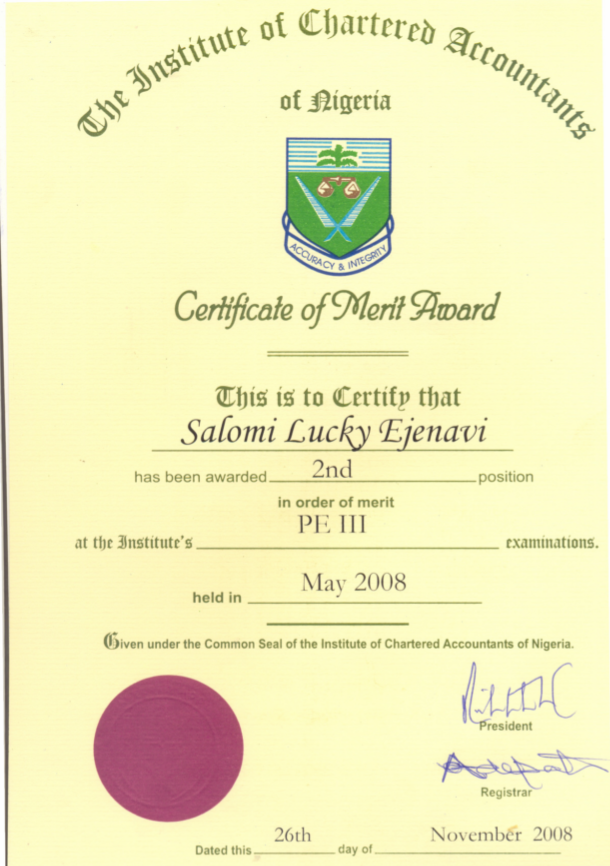 The Institute of Chartered Accountants
of Nigeria
ACCURACY & INTEGRITY
Certificate of Merit Award
This is to Certify that
Salomi Lucky Ejenavi
has been awarded 2nd position
in order of merit
PE III
at the Institute's examinations.
May 2008
held in
Given under the Common Seal of the Institute of Chartered Accountants of Nigeria.
President
Registrar
Dated this 26th day of November 2008